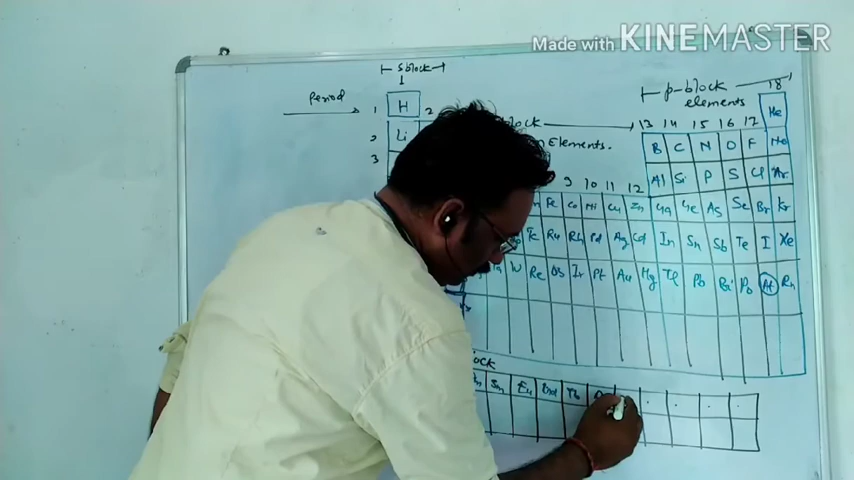 Made with KINEMASTER
s block
p-block
elements
18
Period
1 H 2
He
block
Elements.
13 14 15 16 17
2 Li
B C N O F Ne
3
Al Si P S Cl Ar
9 10 11 12
Fe Co Ni Cu Zn Ga Ge As Se Br Kr
Tc Ru Rh Pd Ag Cd In Sn Sb Te I Xe
W Re Os Ir Pt Au Hg Tl Pb Bi Po At Rn
Sm Eu Gd Tb